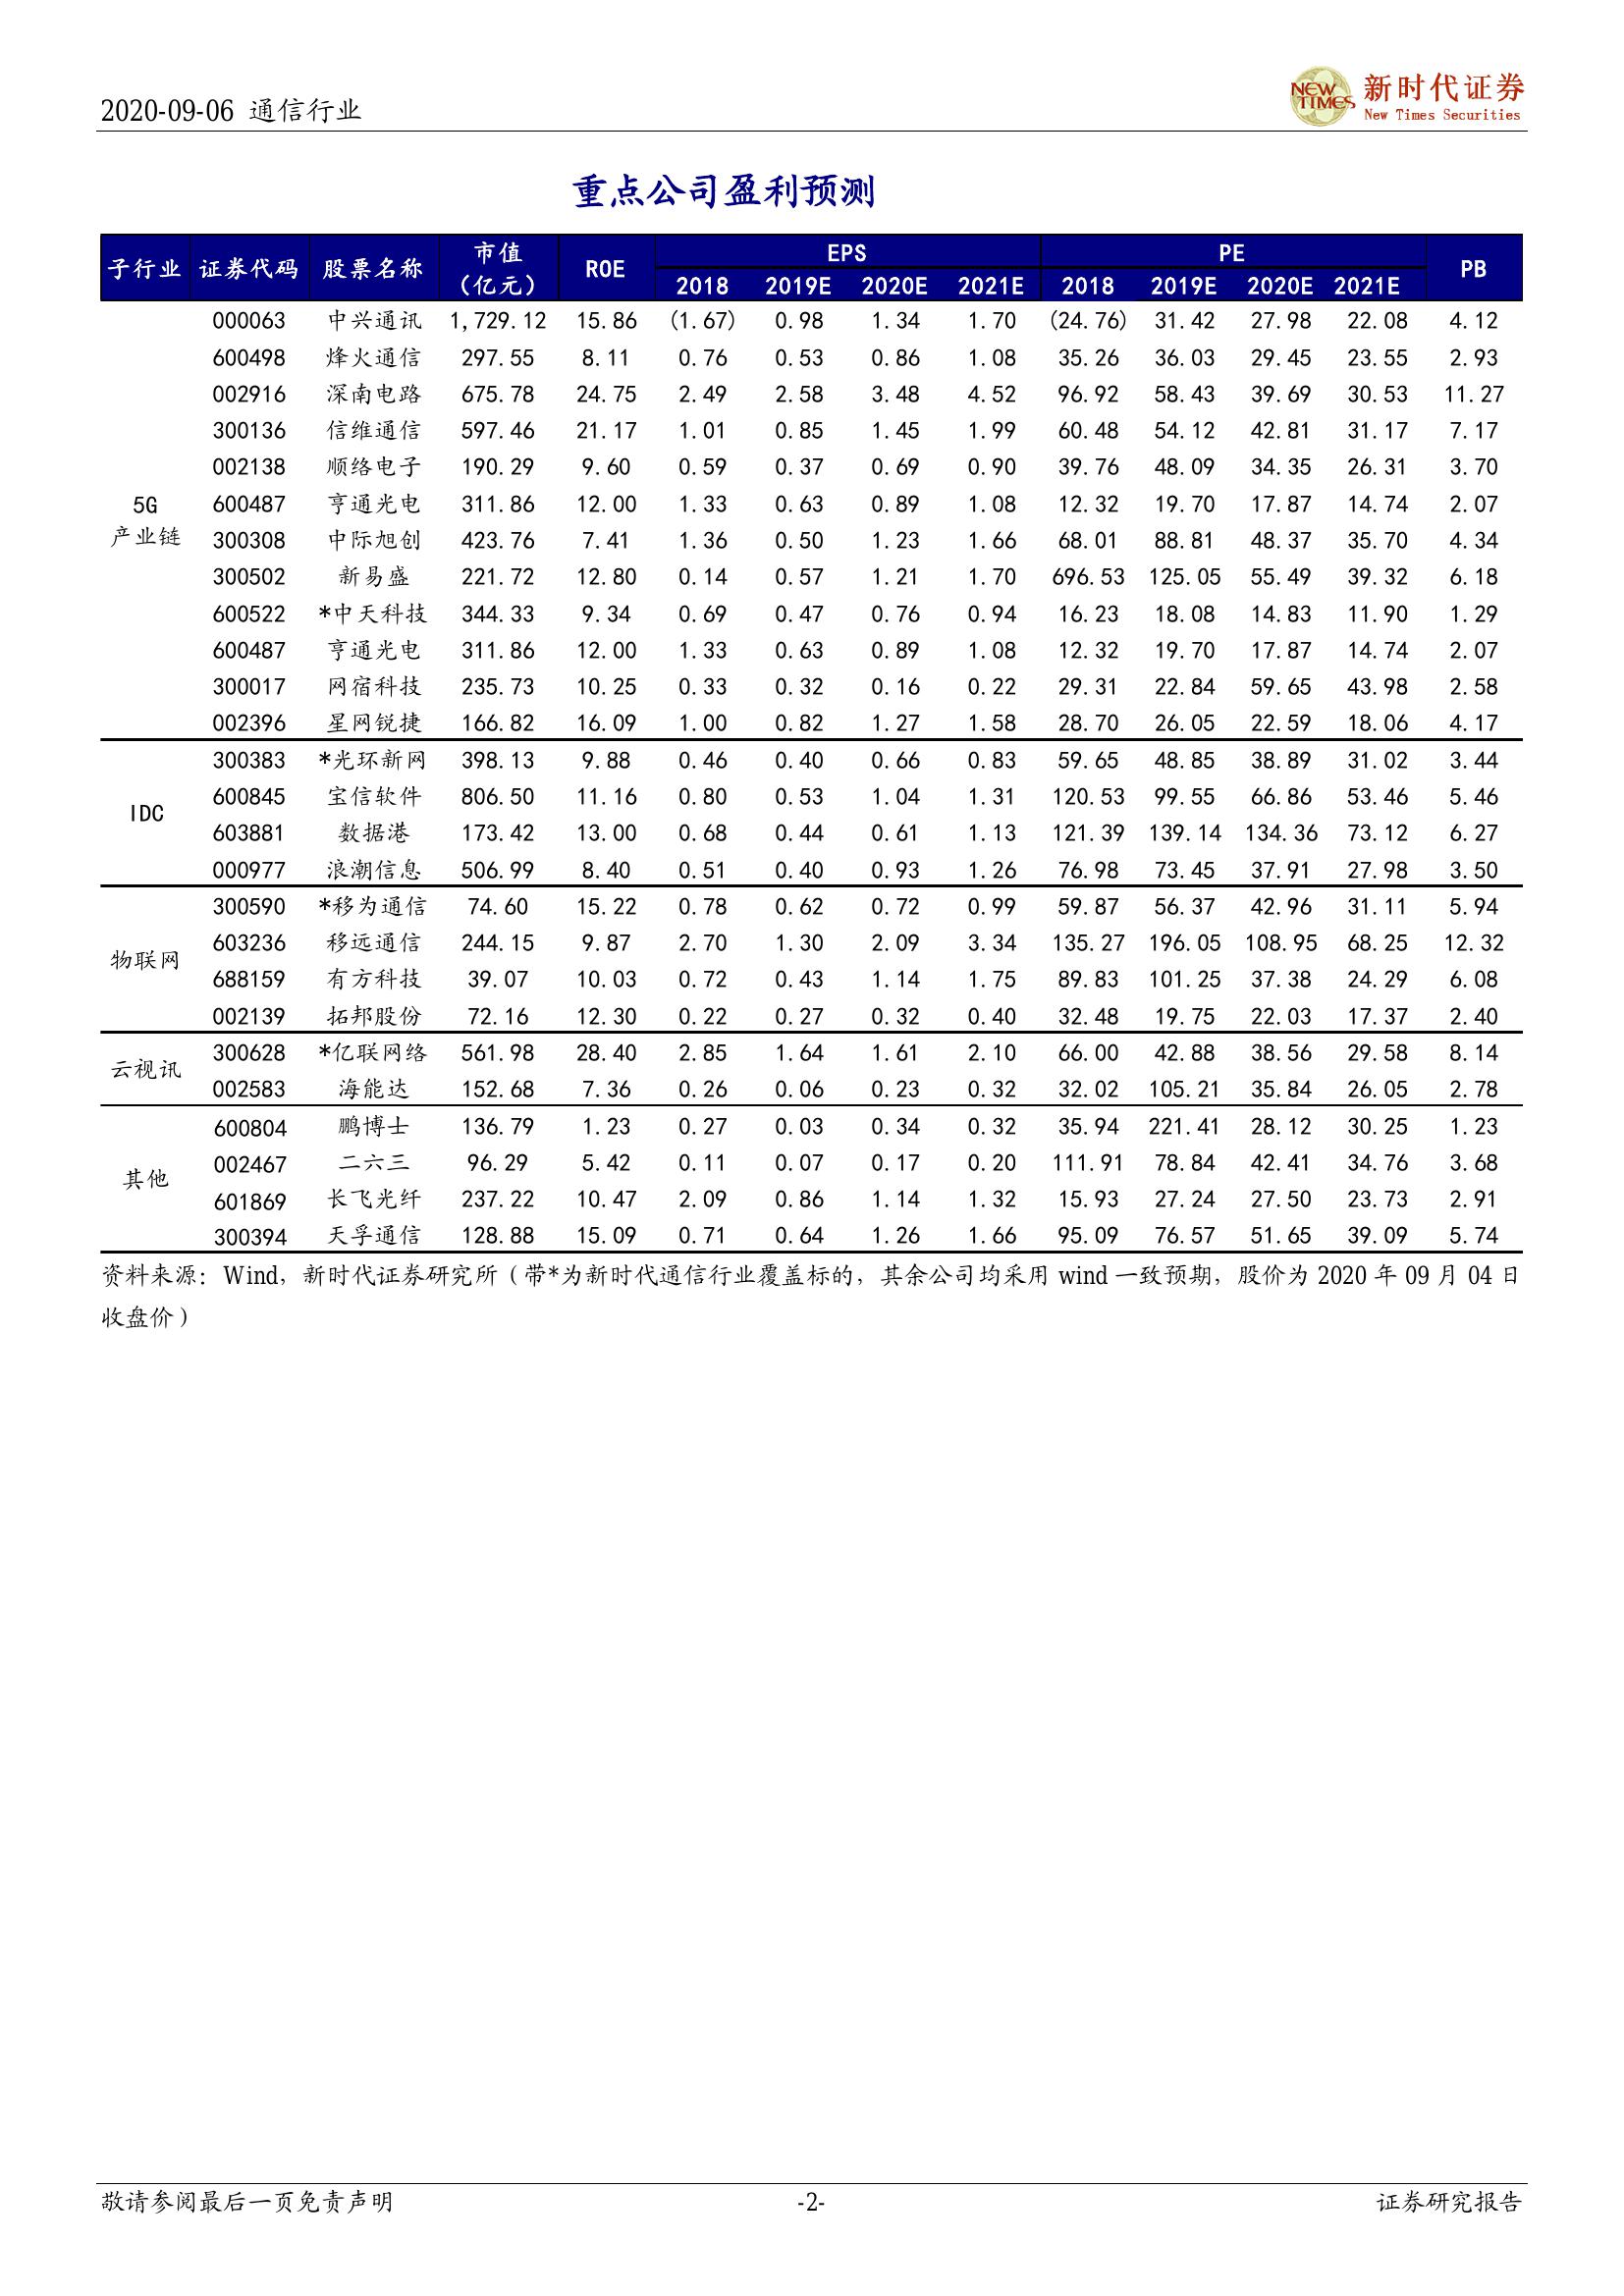 2020-09-06 通信行业
NEW TIMES 新时代证券
New Times Securities
重点公司盈利预测
子行业 证券代码 股票名称 市值（亿元） ROE EPS PE PB
2018 2019E 2020E 2021E 2018 2019E 2020E 2021E
5G
产业链
000063 中兴通讯 1,729.12 15.86 (1.67) 0.98 1.34 1.70 (24.76) 31.42 27.98 22.08 4.12
600498 烽火通信 297.55 8.11 0.76 0.53 0.86 1.08 35.26 36.03 29.45 23.55 2.93
002916 深南电路 675.78 24.75 2.49 2.58 3.48 4.52 96.92 58.43 39.69 30.53 11.27
300136 信维通信 597.46 21.17 1.01 0.85 1.45 1.99 60.48 54.12 42.81 31.17 7.17
002138 顺络电子 190.29 9.60 0.59 0.37 0.69 0.90 39.76 48.09 34.35 26.31 3.70
600487 亨通光电 311.86 12.00 1.33 0.63 0.89 1.08 12.32 19.70 17.87 14.74 2.07
300308 中际旭创 423.76 7.41 1.36 0.50 1.23 1.66 68.01 88.81 48.37 35.70 4.34
300502 新易盛 221.72 12.80 0.14 0.57 1.21 1.70 696.53 125.05 55.49 39.32 6.18
600522 *中天科技 344.33 9.34 0.69 0.47 0.76 0.94 16.23 18.08 14.83 11.90 1.29
600487 亨通光电 311.86 12.00 1.33 0.63 0.89 1.08 12.32 19.70 17.87 14.74 2.07
300017 网宿科技 235.73 10.25 0.33 0.32 0.16 0.22 29.31 22.84 59.65 43.98 2.58
002396 星网锐捷 166.82 16.09 1.00 0.82 1.27 1.58 28.70 26.05 22.59 18.06 4.17
IDC
300383 *光环新网 398.13 9.88 0.46 0.40 0.66 0.83 59.65 48.85 38.89 31.02 3.44
600845 宝信软件 806.50 11.16 0.80 0.53 1.04 1.31 120.53 99.55 66.86 53.46 5.46
603881 数据港 173.42 13.00 0.68 0.44 0.61 1.13 121.39 139.14 134.36 73.12 6.27
000977 浪潮信息 506.99 8.40 0.51 0.40 0.93 1.26 76.98 73.45 37.91 27.98 3.50
物联网
300590 *移为通信 74.60 15.22 0.78 0.62 0.72 0.99 59.87 56.37 42.96 31.11 5.94
603236 移远通信 244.15 9.87 2.70 1.30 2.09 3.34 135.27 196.05 108.95 68.25 12.32
688159 有方科技 39.07 10.03 0.72 0.43 1.14 1.75 89.83 101.25 37.38 24.29 6.08
002139 拓邦股份 72.16 12.30 0.22 0.27 0.32 0.40 32.48 19.75 22.03 17.37 2.40
云视讯
300628 *亿联网络 561.98 28.40 2.85 1.64 1.61 2.10 66.00 42.88 38.56 29.58 8.14
002583 海能达 152.68 7.36 0.26 0.06 0.23 0.32 32.02 105.21 35.84 26.05 2.78
其他
600804 鹏博士 136.79 1.23 0.27 0.03 0.34 0.32 35.94 221.41 28.12 30.25 1.23
002467 二六三 96.29 5.42 0.11 0.07 0.17 0.20 111.91 78.84 42.41 34.76 3.68
601869 长飞光纤 237.22 10.47 2.09 0.86 1.14 1.32 15.93 27.24 27.50 23.73 2.91
300394 天孚通信 128.88 15.09 0.71 0.64 1.26 1.66 95.09 76.57 51.65 39.09 5.74
资料来源：Wind，新时代证券研究所（带*为新时代通信行业覆盖标的，其余公司均采用 wind 一致预期，股价为 2020 年 09 月 04 日
收盘价）
敬请参阅最后一页免责声明 -2- 证券研究报告